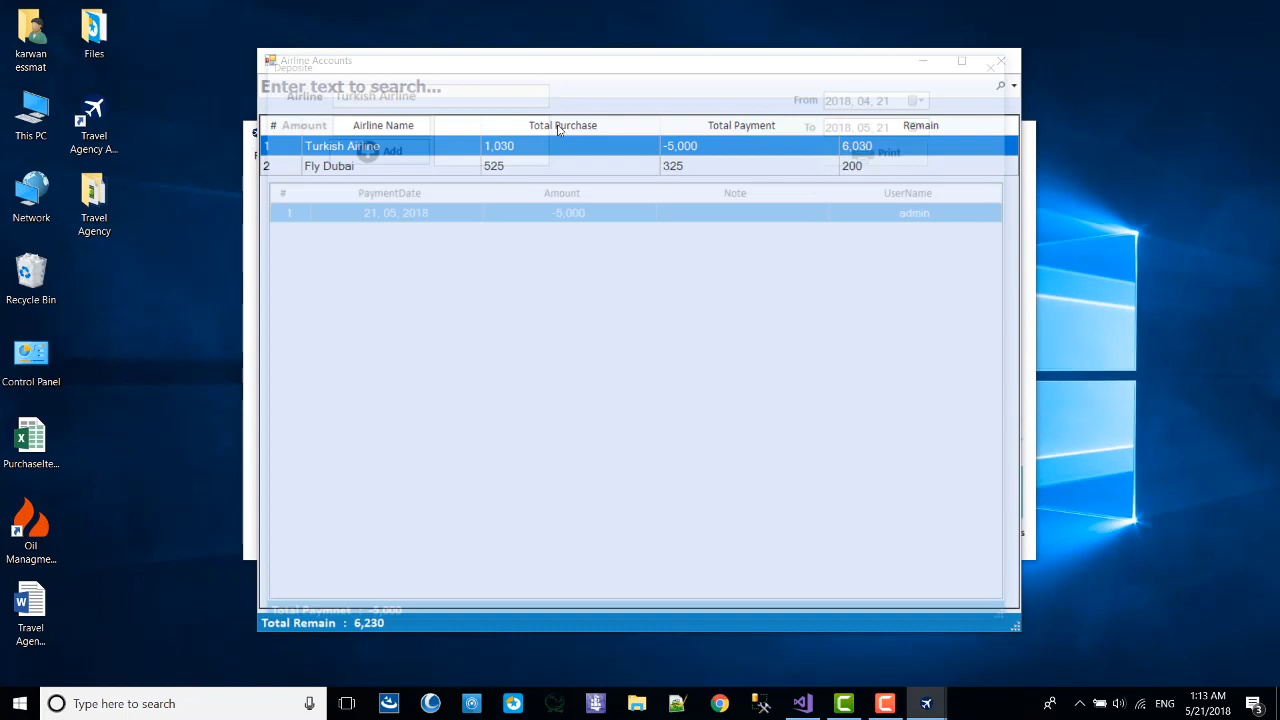 karwan
essmat
Files
This PC
Travel
Agency A...
Network
Travel
Agency
Recycle Bin
Control Panel
PurchaseIte...
Oil
Managme...
Travel
Agen...
Airline Accounts
Deposite
Enter text to search...
Airline
Turkish Airline
From
2018, 04, 21
# Amount Airline Name Total Purchase Total Payment Remain
To
2018, 05, 21
1 Turkish Airline 1,030 -5,000 6,030
Add
Print
2 Fly Dubai 525 325 200
# PaymentDate Amount Note UserName
1 21, 05, 2018 -5,000 admin
Total Paymnet : -5,000
Total Remain : 6,230
Type here to search
ENG
1:13 AM
5/21/2018
3